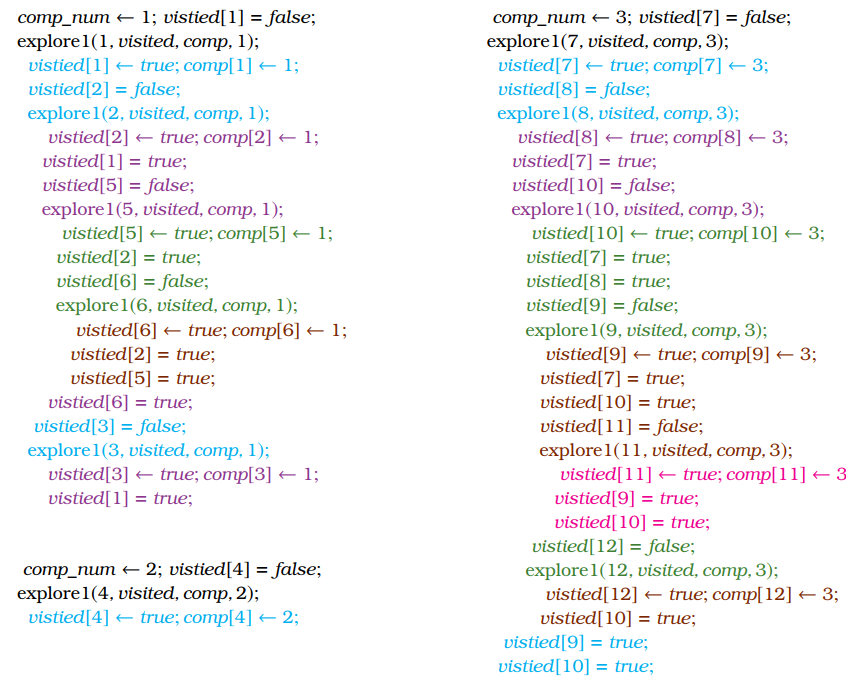 comp_num ← 1; vistied[1] = false;
explore1(1, visited, comp, 1);
vistied[1] ← true; comp[1] ← 1;
vistied[2] = false;
explore1(2, visited, comp, 1);
vistied[2] ← true; comp[2] ← 1;
vistied[1] = true;
vistied[5] = false;
explore1(5, visited, comp, 1);
vistied[5] ← true; comp[5] ← 1;
vistied[2] = true;
vistied[6] = false;
explore1(6, visited, comp, 1);
vistied[6] ← true; comp[6] ← 1;
vistied[2] = true;
vistied[5] = true;
vistied[6] = true;
vistied[3] = false;
explore1(3, visited, comp, 1);
vistied[3] ← true; comp[3] ← 1;
vistied[1] = true;
comp_num ← 2; vistied[4] = false;
explore1(4, visited, comp, 2);
vistied[4] ← true; comp[4] ← 2;
comp_num ← 3; vistied[7] = false;
explore1(7, visited, comp, 3);
vistied[7] ← true; comp[7] ← 3;
vistied[8] = false;
explore1(8, visited, comp, 3);
vistied[8] ← true; comp[8] ← 3;
vistied[7] = true;
vistied[10] = false;
explore1(10, visited, comp, 3);
vistied[10] ← true; comp[10] ← 3;
vistied[7] = true;
vistied[8] = true;
vistied[9] = false;
explore1(9, visited, comp, 3);
vistied[9] ← true; comp[9] ← 3;
vistied[7] = true;
vistied[10] = true;
vistied[11] = false;
explore1(11, visited, comp, 3);
vistied[11] ← true; comp[11] ← 3
vistied[9] = true;
vistied[10] = true;
vistied[12] = false;
explore1(12, visited, comp, 3);
vistied[12] ← true; comp[12] ← 3;
vistied[10] = true;
vistied[9] = true;
vistied[10] = true;